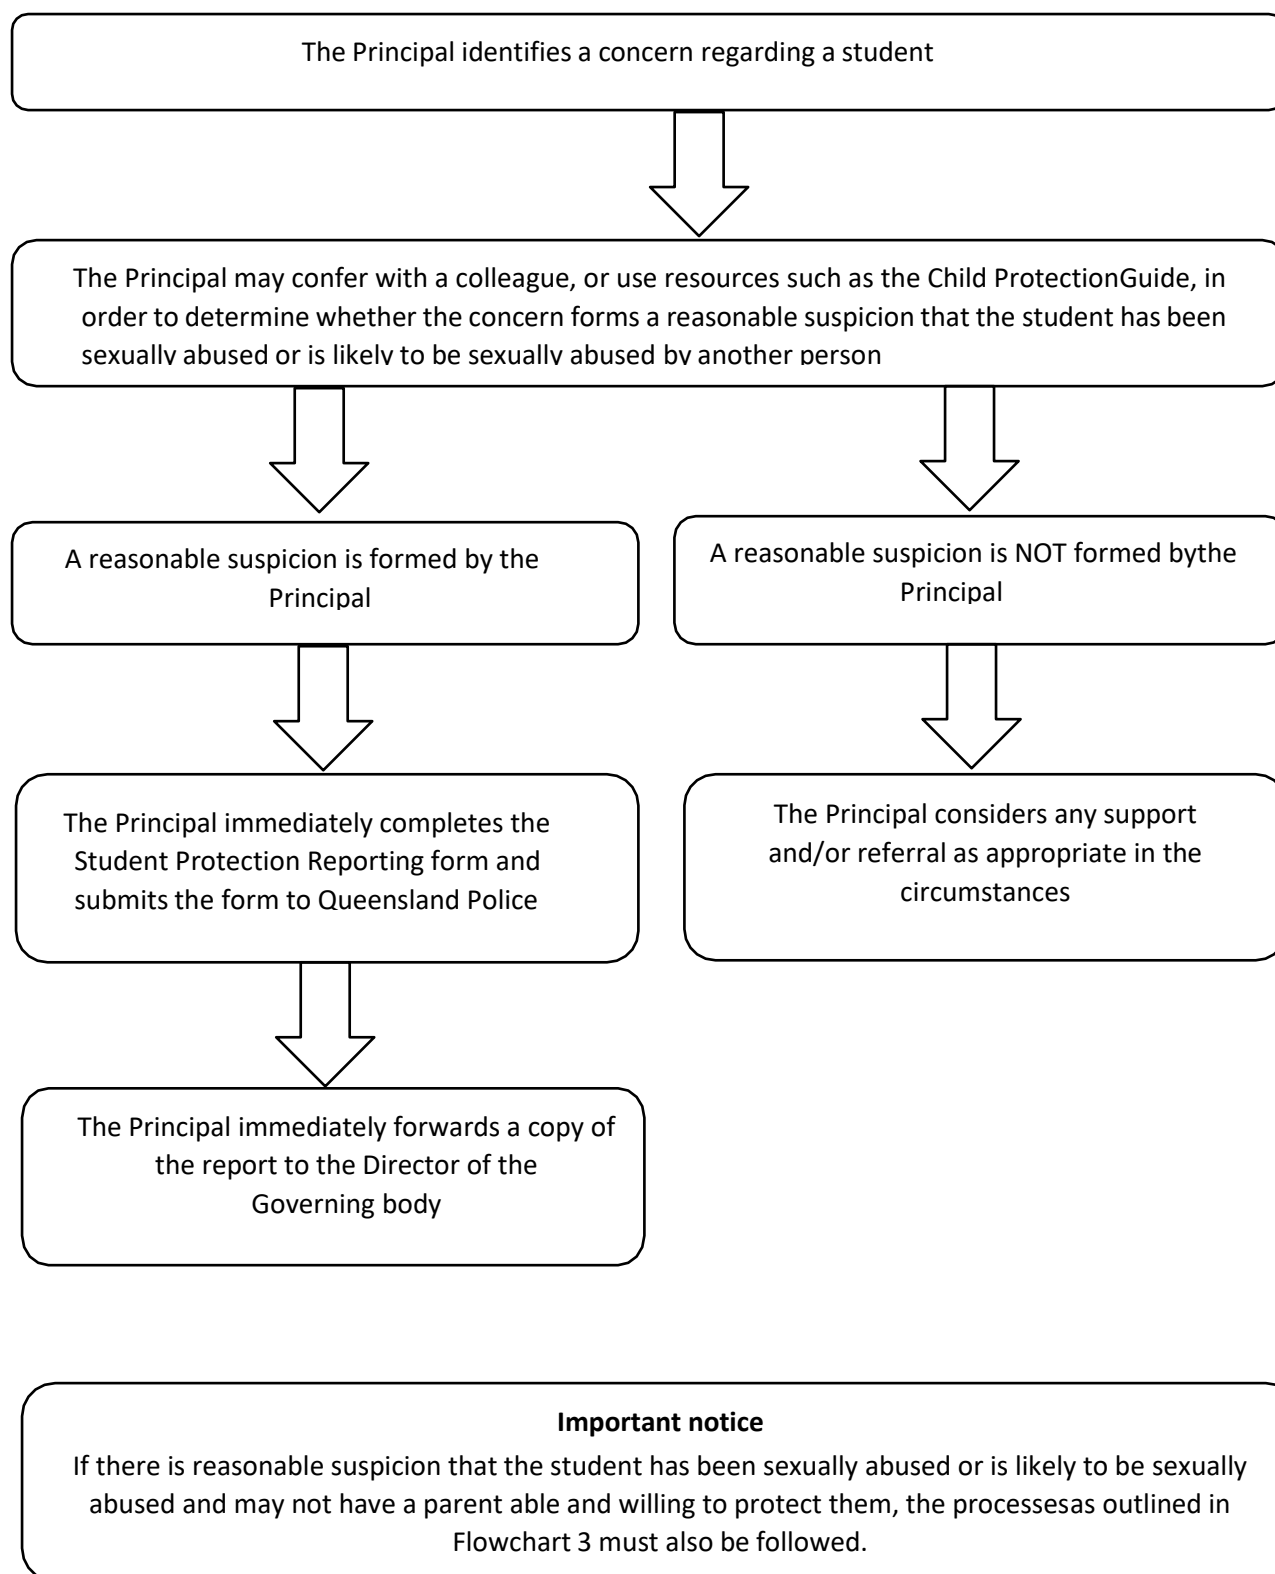 The Principal identifies a concern regarding a student
The Principal may confer with a colleague, or use resources such as the Child ProtectionGuide, in
order to determine whether the concern forms a reasonable suspicion that the student has been
sexually abused or is likely to be sexually abused by another person
A reasonable suspicion is formed by the
Principal
A reasonable suspicion is NOT formed bythe
Principal
The Principal immediately completes the
Student Protection Reporting form and
submits the form to Queensland Police
The Principal considers any support
and/or referral as appropriate in the
circumstances
The Principal immediately forwards a copy of
the report to the Director of the
Governing body
Important notice
If there is reasonable suspicion that the student has been sexually abused or is likely to be sexually
abused and may not have a parent able and willing to protect them, the processesas outlined in
Flowchart 3 must also be followed.